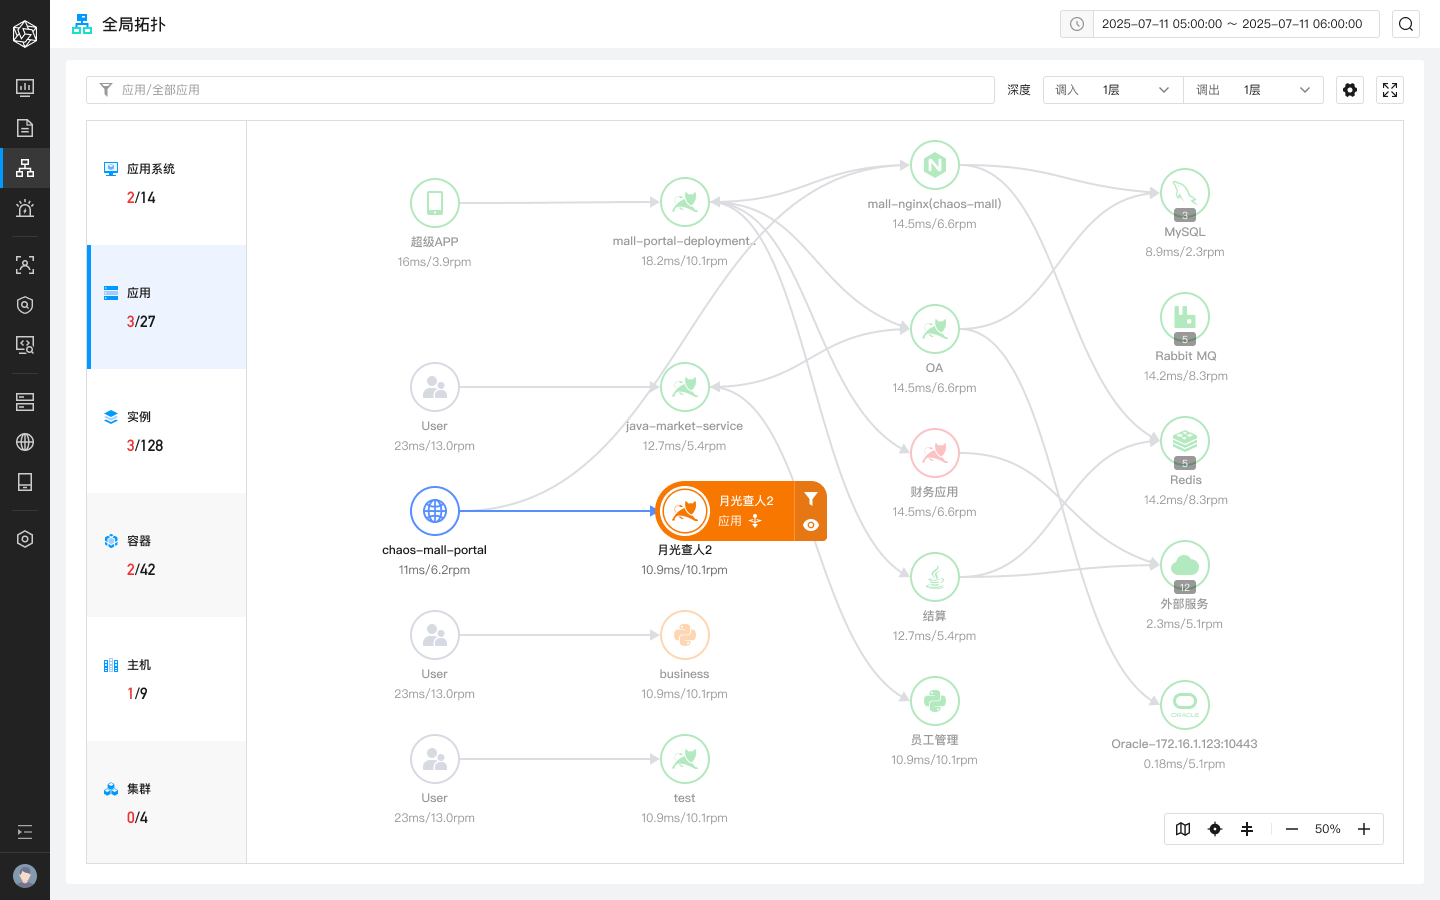 全局拓扑
2025-07-11 05:00:00 ~ 2025-07-11 06:00:00
应用/全部应用
深度
调入 1层
调出 1层
应用系统
2/14
应用
3/27
实例
3/128
容器
2/42
主机
1/9
集群
0/4
超级APP
16ms/3.9rpm
mall-portal-deployment..
18.2ms/10.1rpm
mall-nginx(chaos-mall)
14.5ms/6.6rpm
3
MySQL
8.9ms/2.3rpm
5
Rabbit MQ
14.2ms/8.3rpm
OA
14.5ms/6.6rpm
User
23ms/13.0rpm
java-market-service
12.7ms/5.4rpm
5
Redis
14.2ms/8.3rpm
财务应用
14.5ms/6.6rpm
chaos-mall-portal
11ms/6.2rpm
月光查人2
应用
月光查人2
10.9ms/10.1rpm
结算
12.7ms/5.4rpm
12
外部服务
2.3ms/5.1rpm
User
23ms/13.0rpm
business
10.9ms/10.1rpm
员工管理
10.9ms/10.1rpm
ORACLE
Oracle-172.16.1.123:10443
0.18ms/5.1rpm
User
23ms/13.0rpm
test
10.9ms/10.1rpm
50%